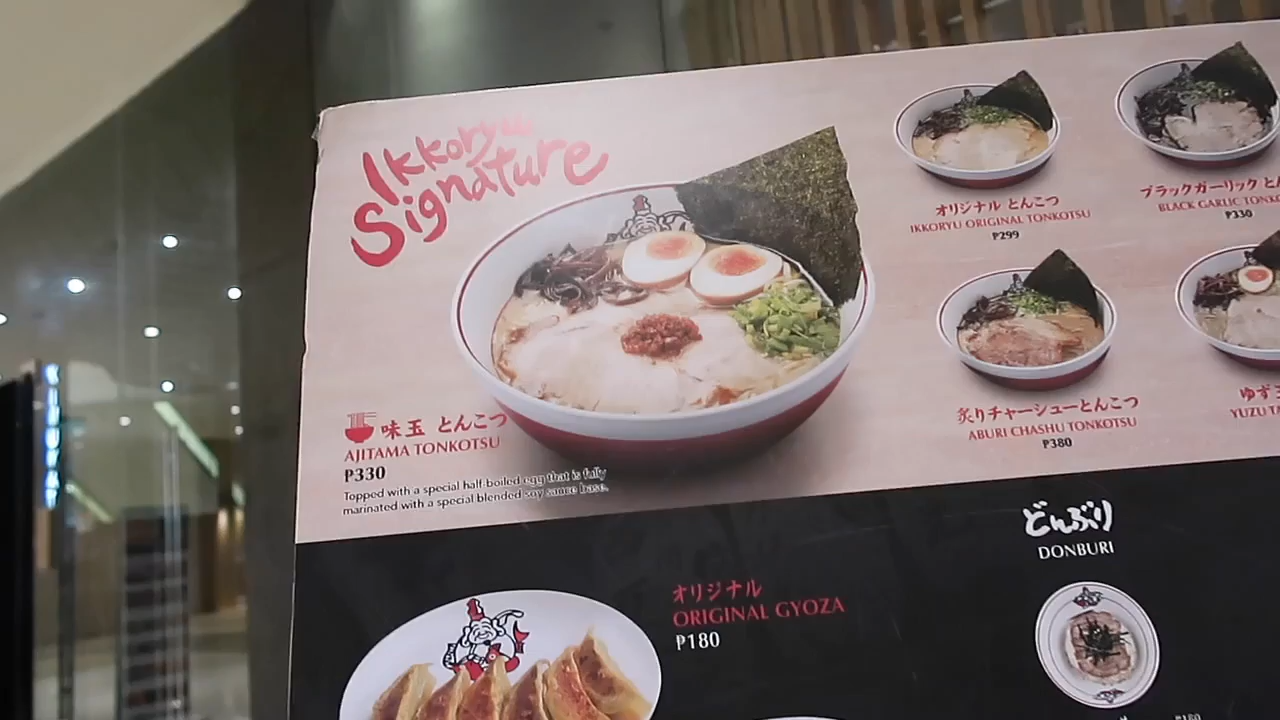 Ikkoryu
Signature
味玉 とんこつ
AJITAMA TONKOTSU
₱330
Topped with a special half-boiled egg that is fully
marinated with a special blended soy sauce base.
オリジナル とんこつ
IKKORYU ORIGINAL TONKOTSU
₱299
ブラックガーリック とん
BLACK GARLIC TONK
₱330
炙りチャーシューとんこつ
ABURI CHASHU TONKOTSU
₱380
ゆず
YUZU T
オリジナル
ORIGINAL GYOZA
₱180
どんぶり
DONBURI